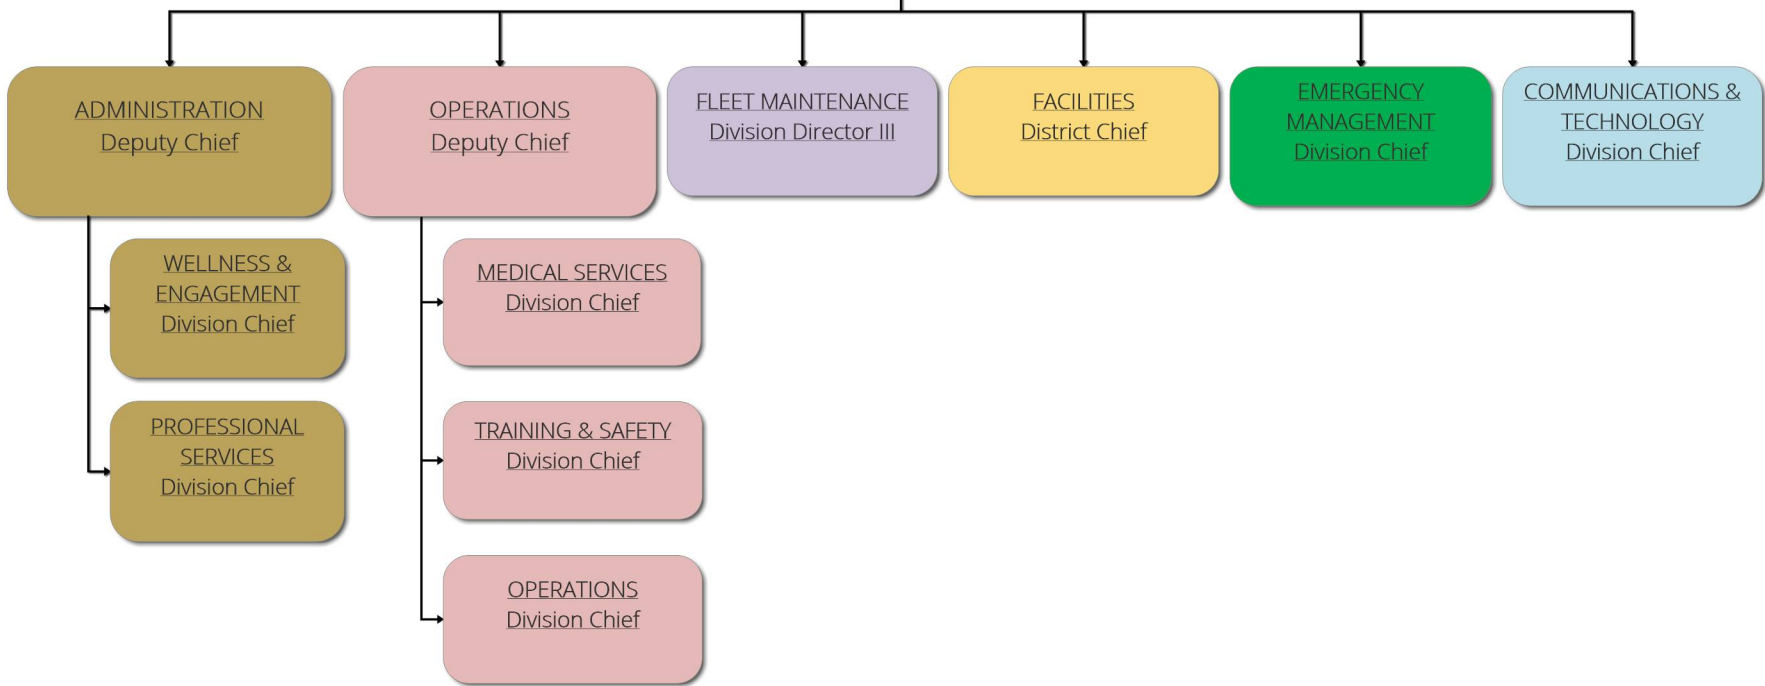 ADMINISTRATION
Deputy Chief
OPERATIONS
Deputy Chief
FLEET MAINTENANCE
Division Director III
FACILITIES
District Chief
EMERGENCY
MANAGEMENT
Division Chief
COMMUNICATIONS &
TECHNOLOGY
Division Chief
WELLNESS &
ENGAGEMENT
Division Chief
PROFESSIONAL
SERVICES
Division Chief
MEDICAL SERVICES
Division Chief
TRAINING & SAFETY
Division Chief
OPERATIONS
Division Chief